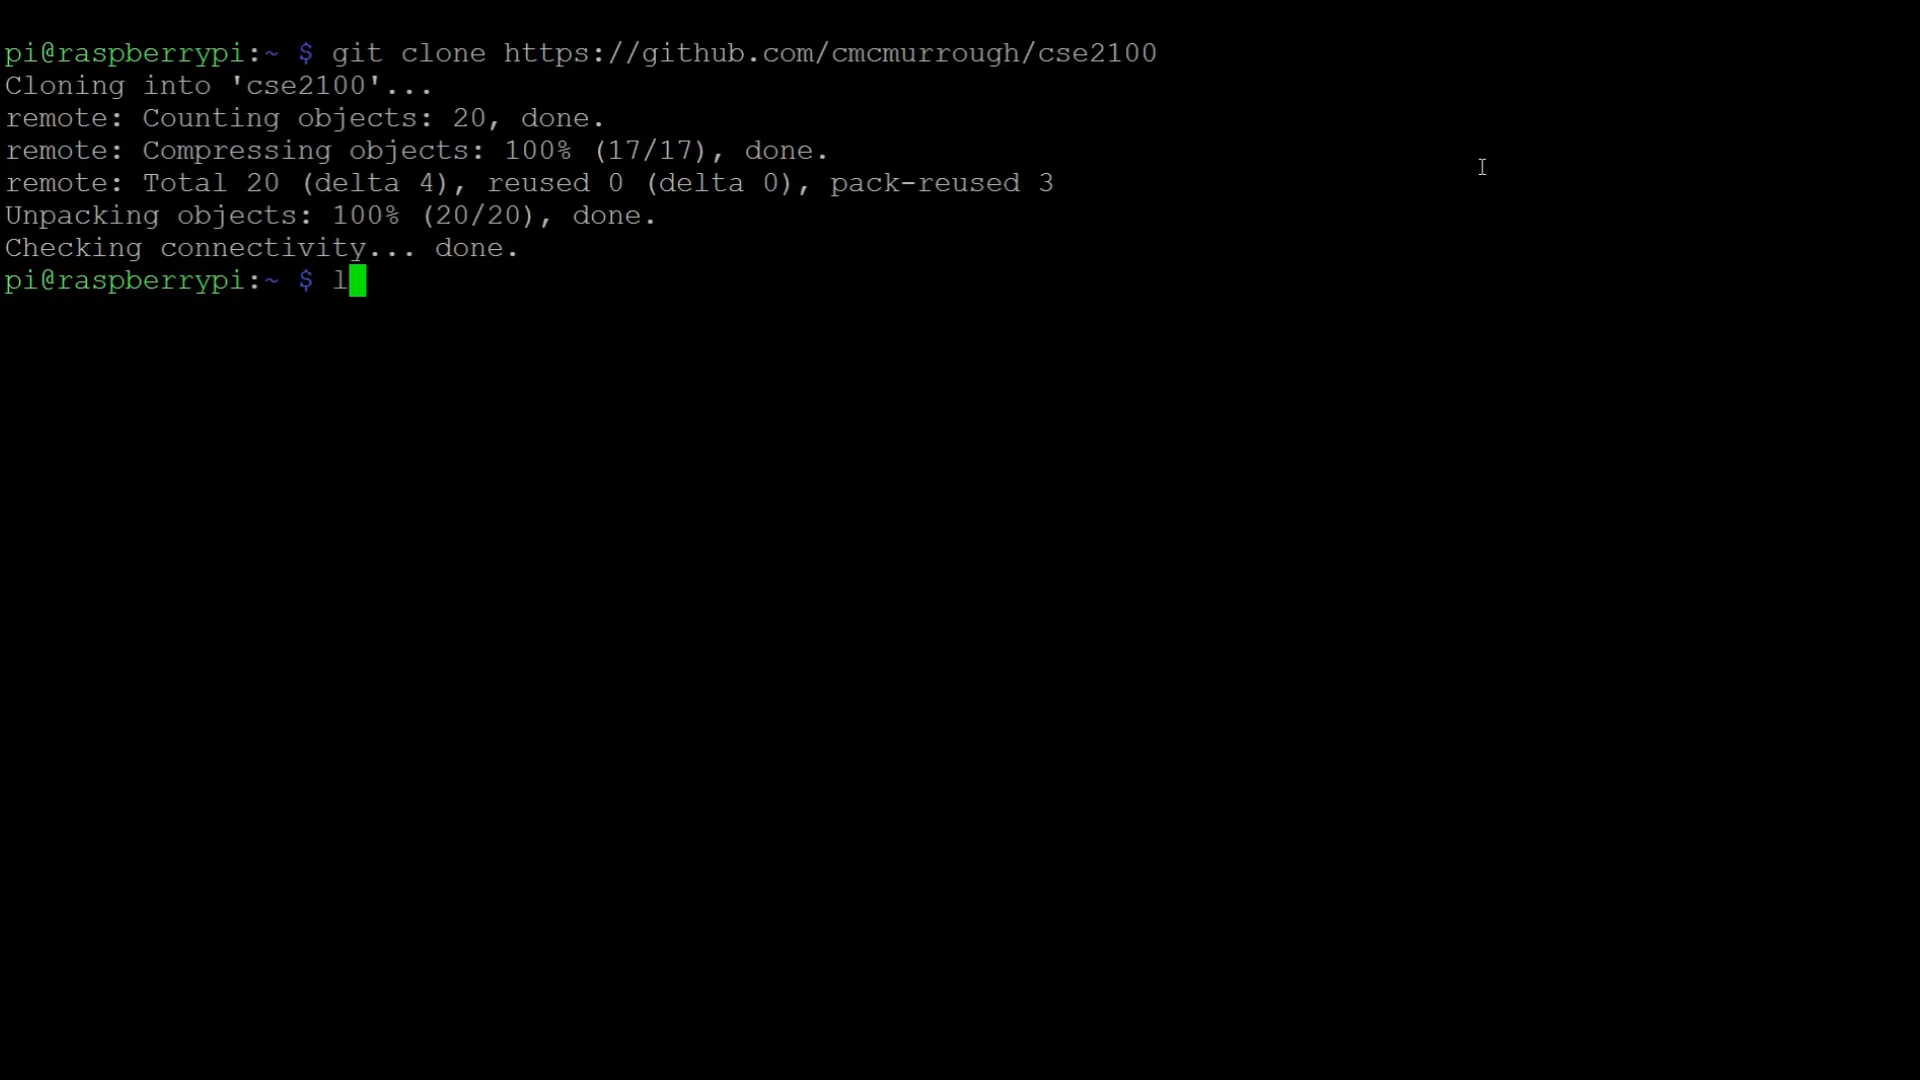 pi@raspberrypi:~ $ git clone https://github.com/cmcmurrough/cse2100
Cloning into 'cse2100'...
remote: Counting objects: 20, done.
remote: Compressing objects: 100% (17/17), done.
remote: Total 20 (delta 4), reused 0 (delta 0), pack-reused 3
Unpacking objects: 100% (20/20), done.
Checking connectivity... done.
pi@raspberrypi:~ $ l